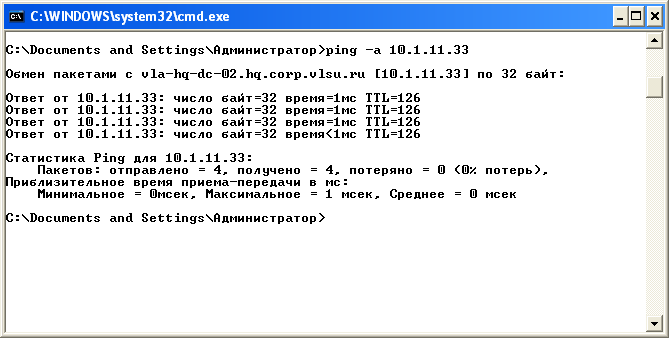 C:\WINDOWS\system32\cmd.exe
C:\Documents and Settings\Администратор>ping -a 10.1.11.33
Обмен пакетами с vla-hq-dc-02.hq.corp.vlsu.ru [10.1.11.33] по 32 байт:
Ответ от 10.1.11.33: число байт=32 время=1мс TTL=126
Ответ от 10.1.11.33: число байт=32 время=1мс TTL=126
Ответ от 10.1.11.33: число байт=32 время=1мс TTL=126
Ответ от 10.1.11.33: число байт=32 время<1мс TTL=126
Статистика Ping для 10.1.11.33:
Пакетов: отправлено = 4, получено = 4, потеряно = 0 (0% потерь),
Приблизительное время приема-передачи в мс:
Минимальное = 0мсек, Максимальное = 1 мсек, Среднее = 0 мсек
C:\Documents and Settings\Администратор>